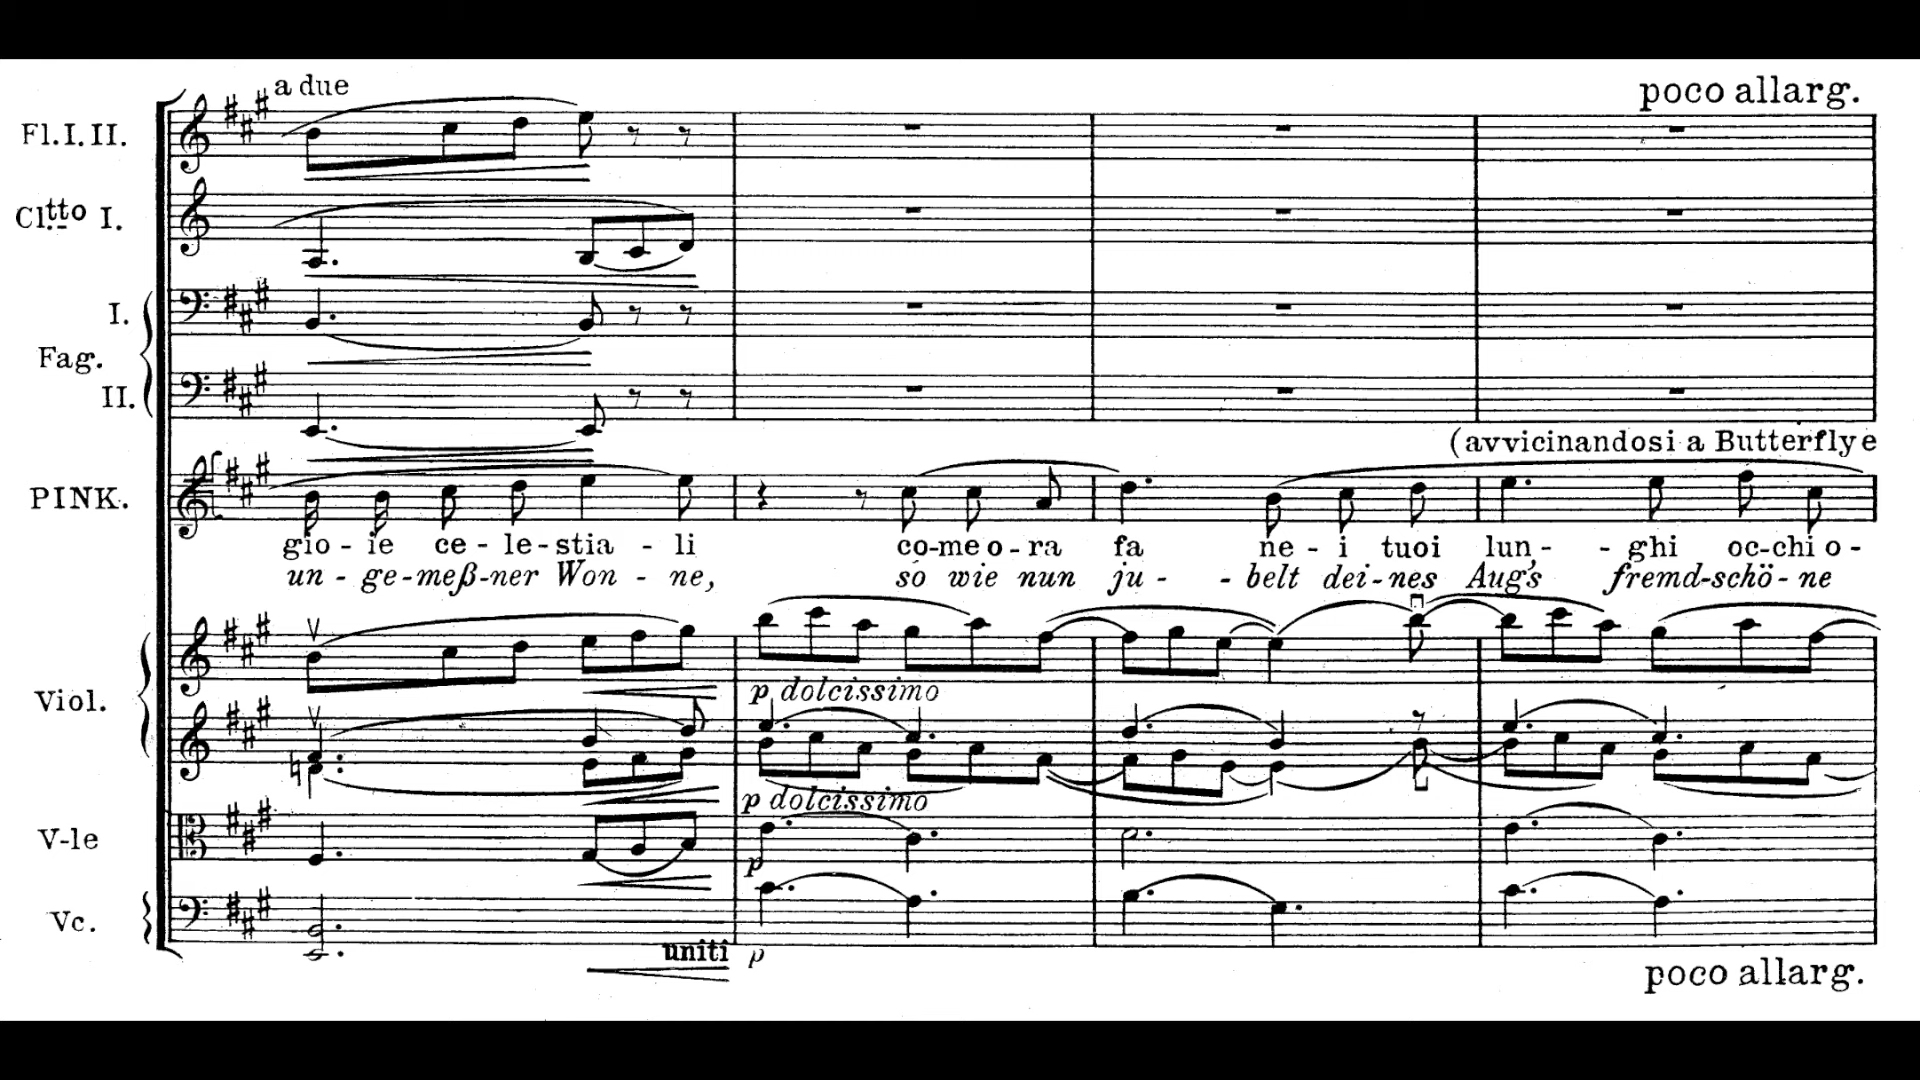 a due
poco allarg.
Fl.I.II.
Cl.tto I.
I.
Fag.
II.
(avvicinandosi a Butterfly e
PINK.
gio - ie ce - le - stia - li co-me o - ra fa ne - i tuoi lun - - ghi oc-chi o -
un - ge - meß - ner Won - ne, so wie nun ju - - belt dei - nes Aug's fremd-schö - ne
Viol.
p dolcissimo
p dolcissimo
V-le
p
Vc.
uniti p
poco allarg.